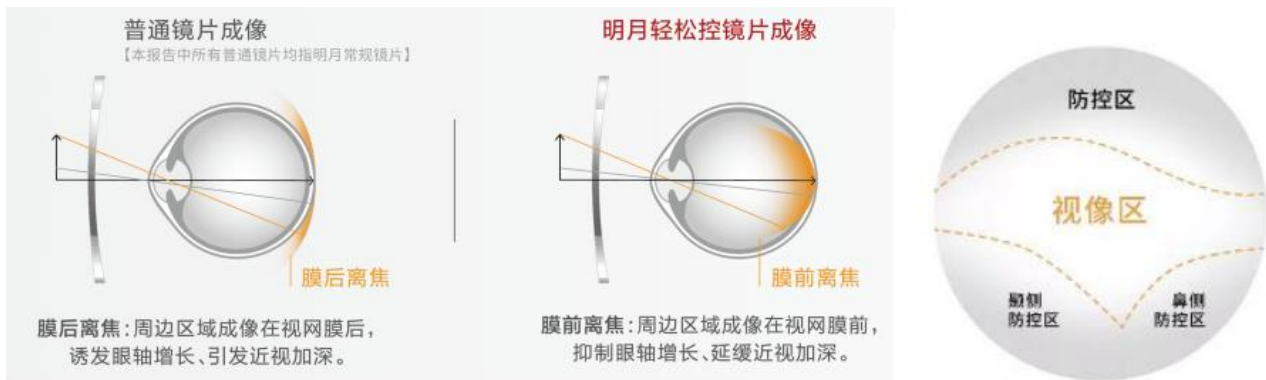 普通镜片成像
【本报告中所有普通镜片均指明月常规镜片】
膜后离焦
膜后离焦:周边区域成像在视网膜后,
诱发眼轴增长、引发近视加深。
明月轻松控镜片成像
膜前离焦
膜前离焦:周边区域成像在视网膜前,
抑制眼轴增长、延缓近视加深。
防控区
视像区
颞侧
防控区
鼻侧
防控区